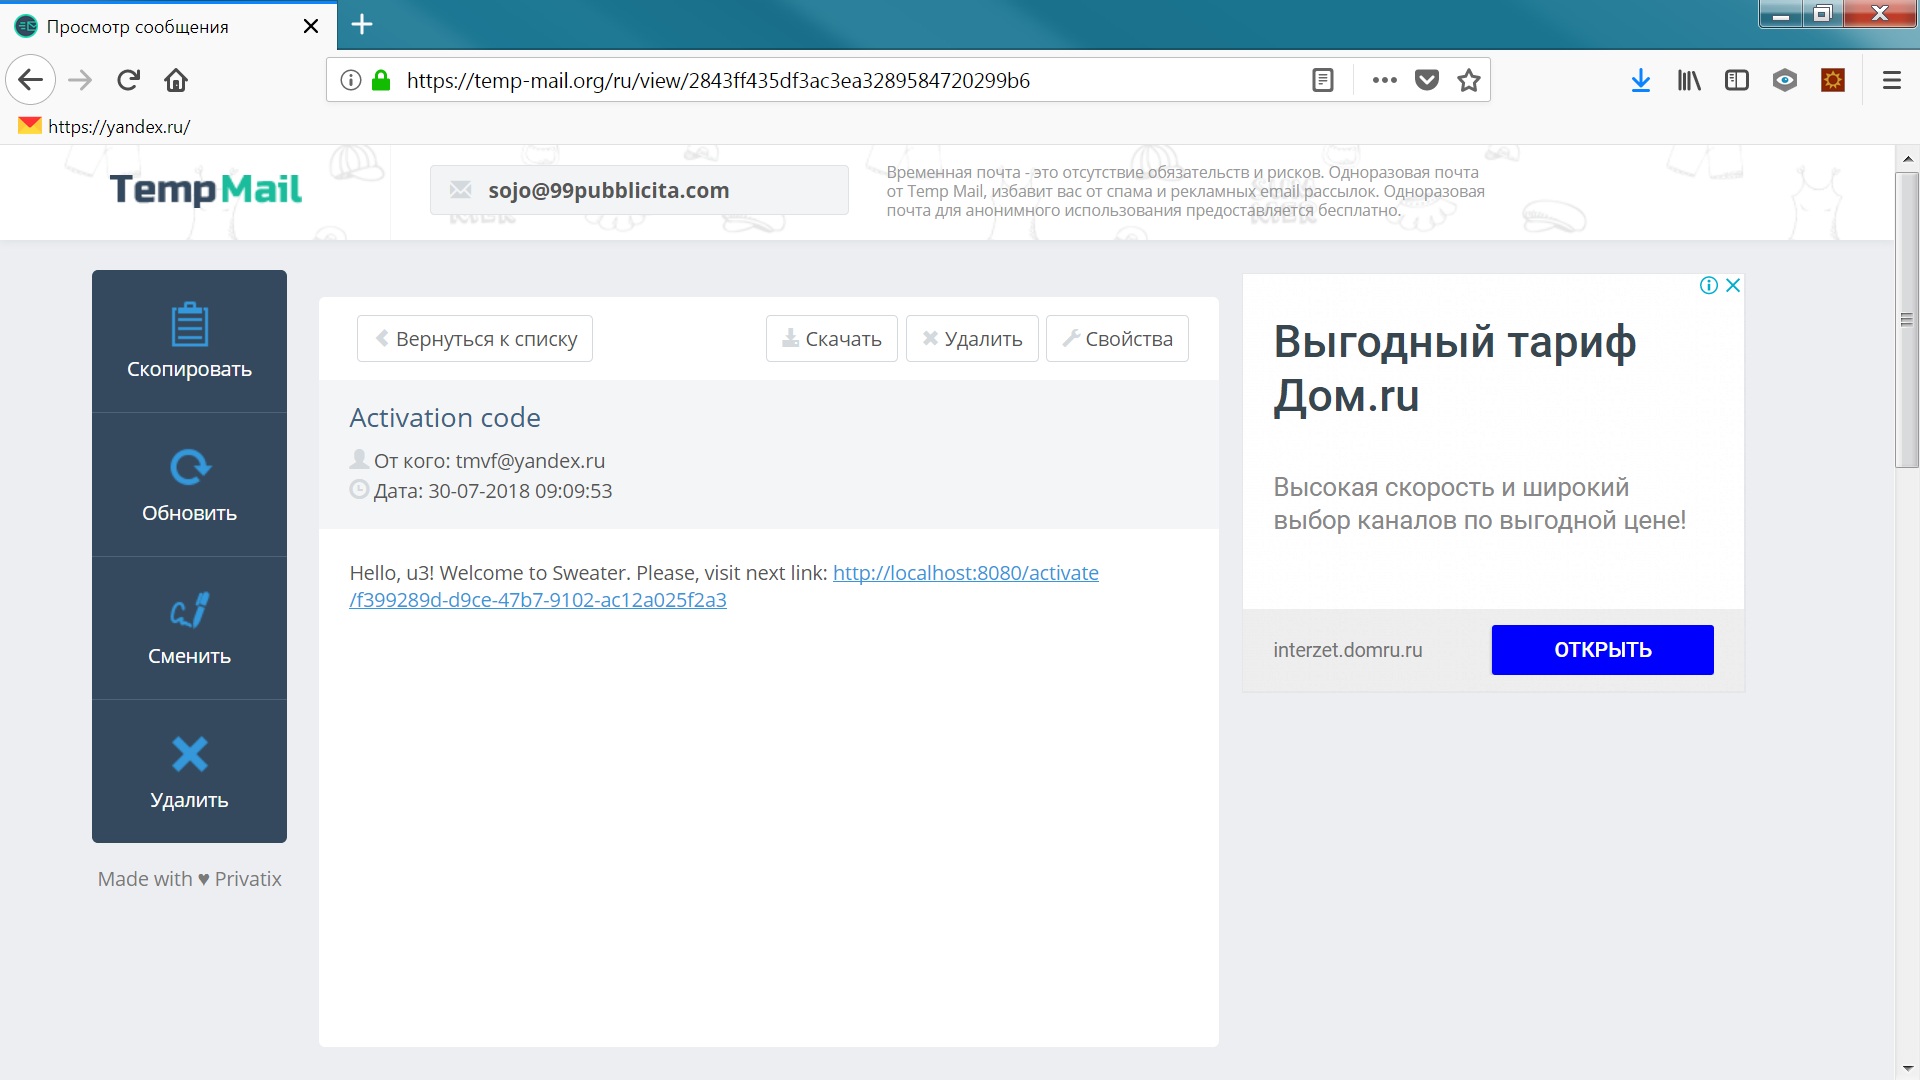 Просмотр сообщения
https://temp-mail.org/ru/view/2843ff435df3ac3ea3289584720299b6
https://yandex.ru/
TempMail
sojo@99pubblicita.com
Временная почта - это отсутствие обязательств и рисков. Одноразовая почта
от Temp Mail, избавит вас от спама и рекламных email рассылок. Одноразовая
почта для анонимного использования предоставляется бесплатно.
Скопировать
Обновить
Сменить
Удалить
Made with ♥ Privatix
Вернуться к списку
Скачать
Удалить
Свойства
Activation code
От кого: tmvf@yandex.ru
Дата: 30-07-2018 09:09:53
Hello, u3! Welcome to Sweater. Please, visit next link: http://localhost:8080/activate
/f399289d-d9ce-47b7-9102-ac12a025f2a3
Выгодный тариф
Дом.ru
Высокая скорость и широкий
выбор каналов по выгодной цене!
interzet.domru.ru
ОТКРЫТЬ